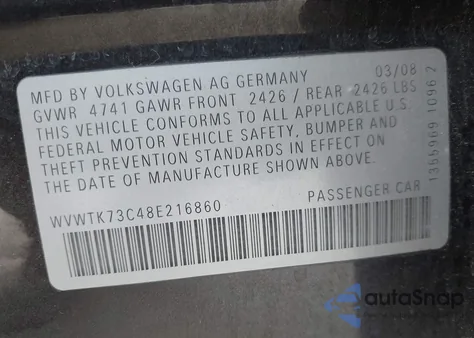 MFD BY VOLKSWAGEN AG GERMANY 03/08
GVWR 4741 GAWR FRONT 2426 / REAR 2426 LBS
THIS VEHICLE CONFORMS TO ALL APPLICABLE U.S.
FEDERAL MOTOR VEHICLE SAFETY. BUMPER AND
THEFT PREVENTION STANDARDS IN EFFECT ON
THE DATE OF MANUFACTURE SHOWN ABOVE.
WVWTK73C48E216860 PASSENGER CAR
1355969 1096 2
autaSnap